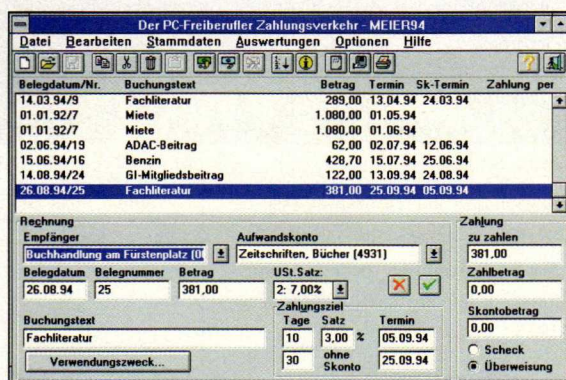 Der PC-Freiberufler Zahlungsverkehr - MEIER94
Datei Bearbeiten Stammdaten Auswertungen Optionen Hilfe
Belegdatum/Nr. Buchungstext Betrag Termin Sk-Termin Zahlung per
14.03.94/9 Fachliteratur 289,00 13.04.94 24.03.94
01.01.92/7 Miete 1.080,00 01.05.94
01.01.92/7 Miete 1.080,00 01.06.94
02.06.94/19 ADAC-Beitrag 62,00 02.07.94 12.06.94
15.06.94/16 Benzin 428,70 15.07.94 25.06.94
14.08.94/24 GI-Mitgliedsbeitrag 122,00 13.09.94 24.08.94
26.08.94/25 Fachliteratur 381,00 25.09.94 05.09.94
Rechnung Zahlung
Empfänger Aufwandskonto zu zahlen
Buchhandlung am Fürstenplatz Zeitschriften, Bücher (4931) 381,00
Belegdatum Belegnummer Betrag USt.Satz: Zahlbetrag
26.08.94 25 381,00 2: 7,00% 0,00
Zahlungsziel Skontobetrag
Buchungstext Tage Satz Termin 0,00
Fachliteratur 10 3,00 % 05.09.94 Scheck
Verwendungszweck... 30 ohne Skonto 25.09.94 Überweisung